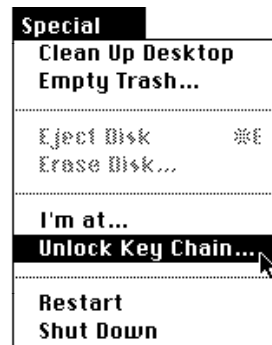 Special
Clean Up Desktop
Empty Trash...
Eject Disk ⌘E
Erase Disk...
I'm at...
Unlock Key Chain...
Restart
Shut Down